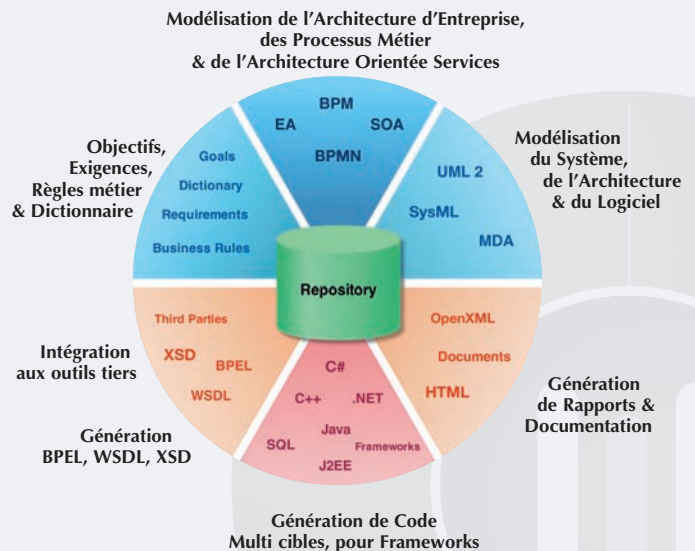 Modélisation de l'Architecture d'Entreprise,
des Processus Métier
& de l'Architecture Orientée Services
BPM
EA
SOA
BPMN
Objectifs,
Exigences,
Règles métier
& Dictionnaire
Goals
Dictionary
Requirements
Business Rules
Modélisation
du Système,
de l'Architecture
& du Logiciel
UML 2
SysML
MDA
Repository
Third Parties
XSD
BPEL
WSDL
Intégration
aux outils tiers
Génération
BPEL, WSDL, XSD
C#
C++
.NET
Java
SQL
Frameworks
J2EE
OpenXML
Documents
HTML
Génération
de Rapports &
Documentation
Génération de Code
Multi cibles, pour Frameworks